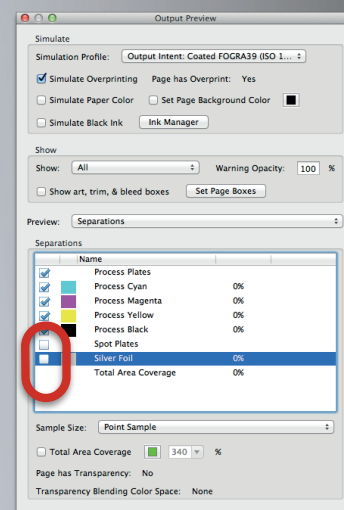 Output Preview
Simulate
Simulation Profile: Output Intent: Coated FOGRA39 (ISO 1...
Simulate Overprinting Page has Overprint: Yes
Simulate Paper Color Set Page Background Color
Simulate Black Ink Ink Manager
Show
Show: All Warning Opacity: 100 %
Show art, trim, & bleed boxes Set Page Boxes
Preview: Separations
Separations
Name
Process Plates
Process Cyan 0%
Process Magenta 0%
Process Yellow 0%
Process Black 0%
Spot Plates
Silver Foil 0%
Total Area Coverage 0%
Sample Size: Point Sample
Total Area Coverage 340 %
Page has Transparency: No
Transparency Blending Color Space: None